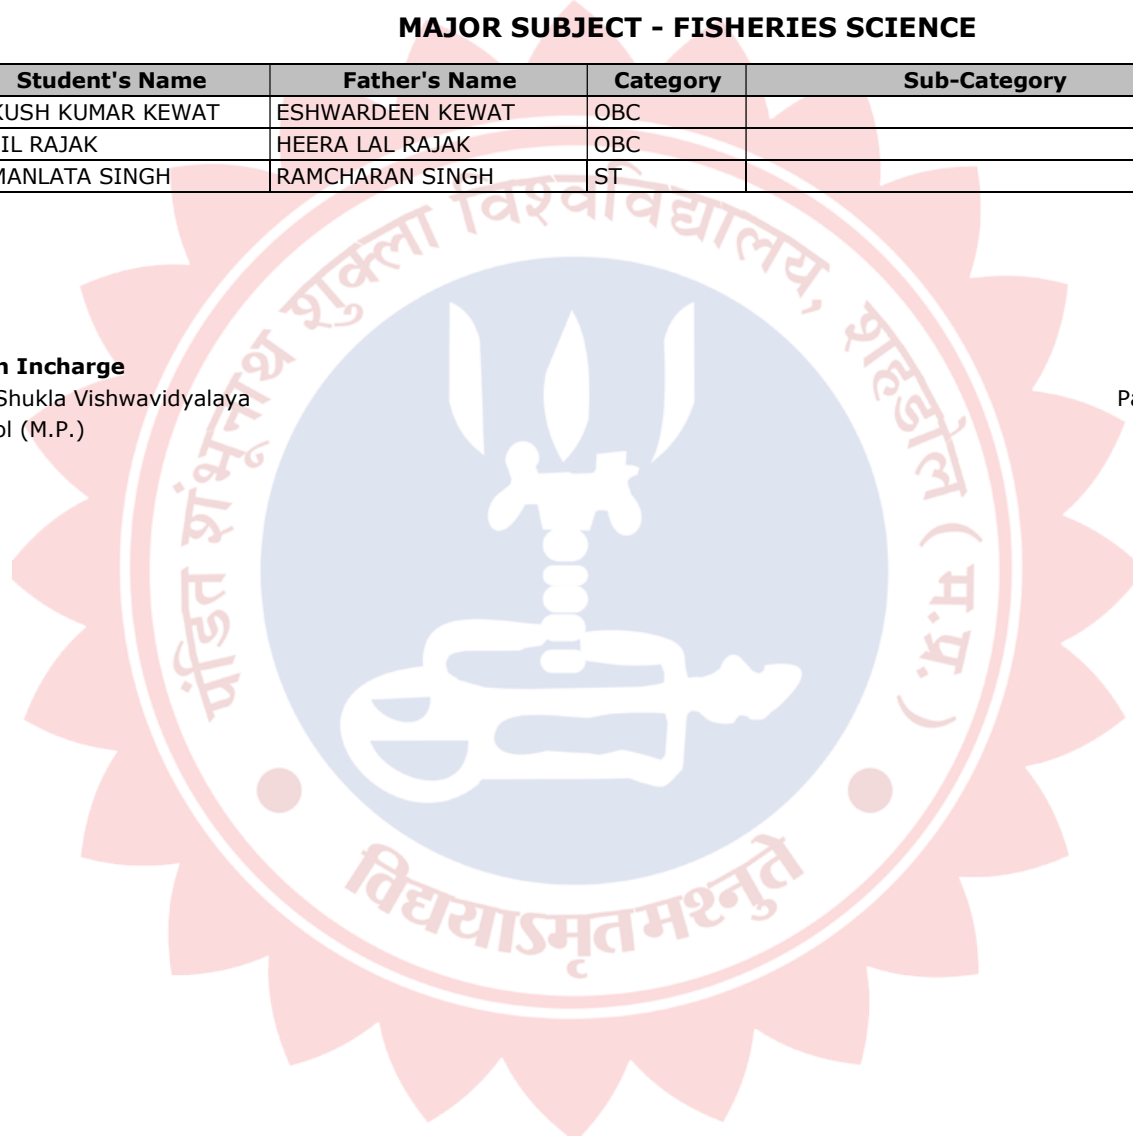 MAJOR SUBJECT - FISHERIES SCIENCE
Student's Name Father's Name Category Sub-Category
KUSH KUMAR KEWAT ESHWARDEEN KEWAT OBC
IL RAJAK HEERA LAL RAJAK OBC
MANLATA SINGH RAMCHARAN SINGH ST
n Incharge
Shukla Vishwavidyalaya Pa
ol (M.P.)
पंडित शंभूनाथ शुक्ला विश्वविद्यालय, शहडोल (म.प्र.)
विद्ययाऽमृतमश्नुते